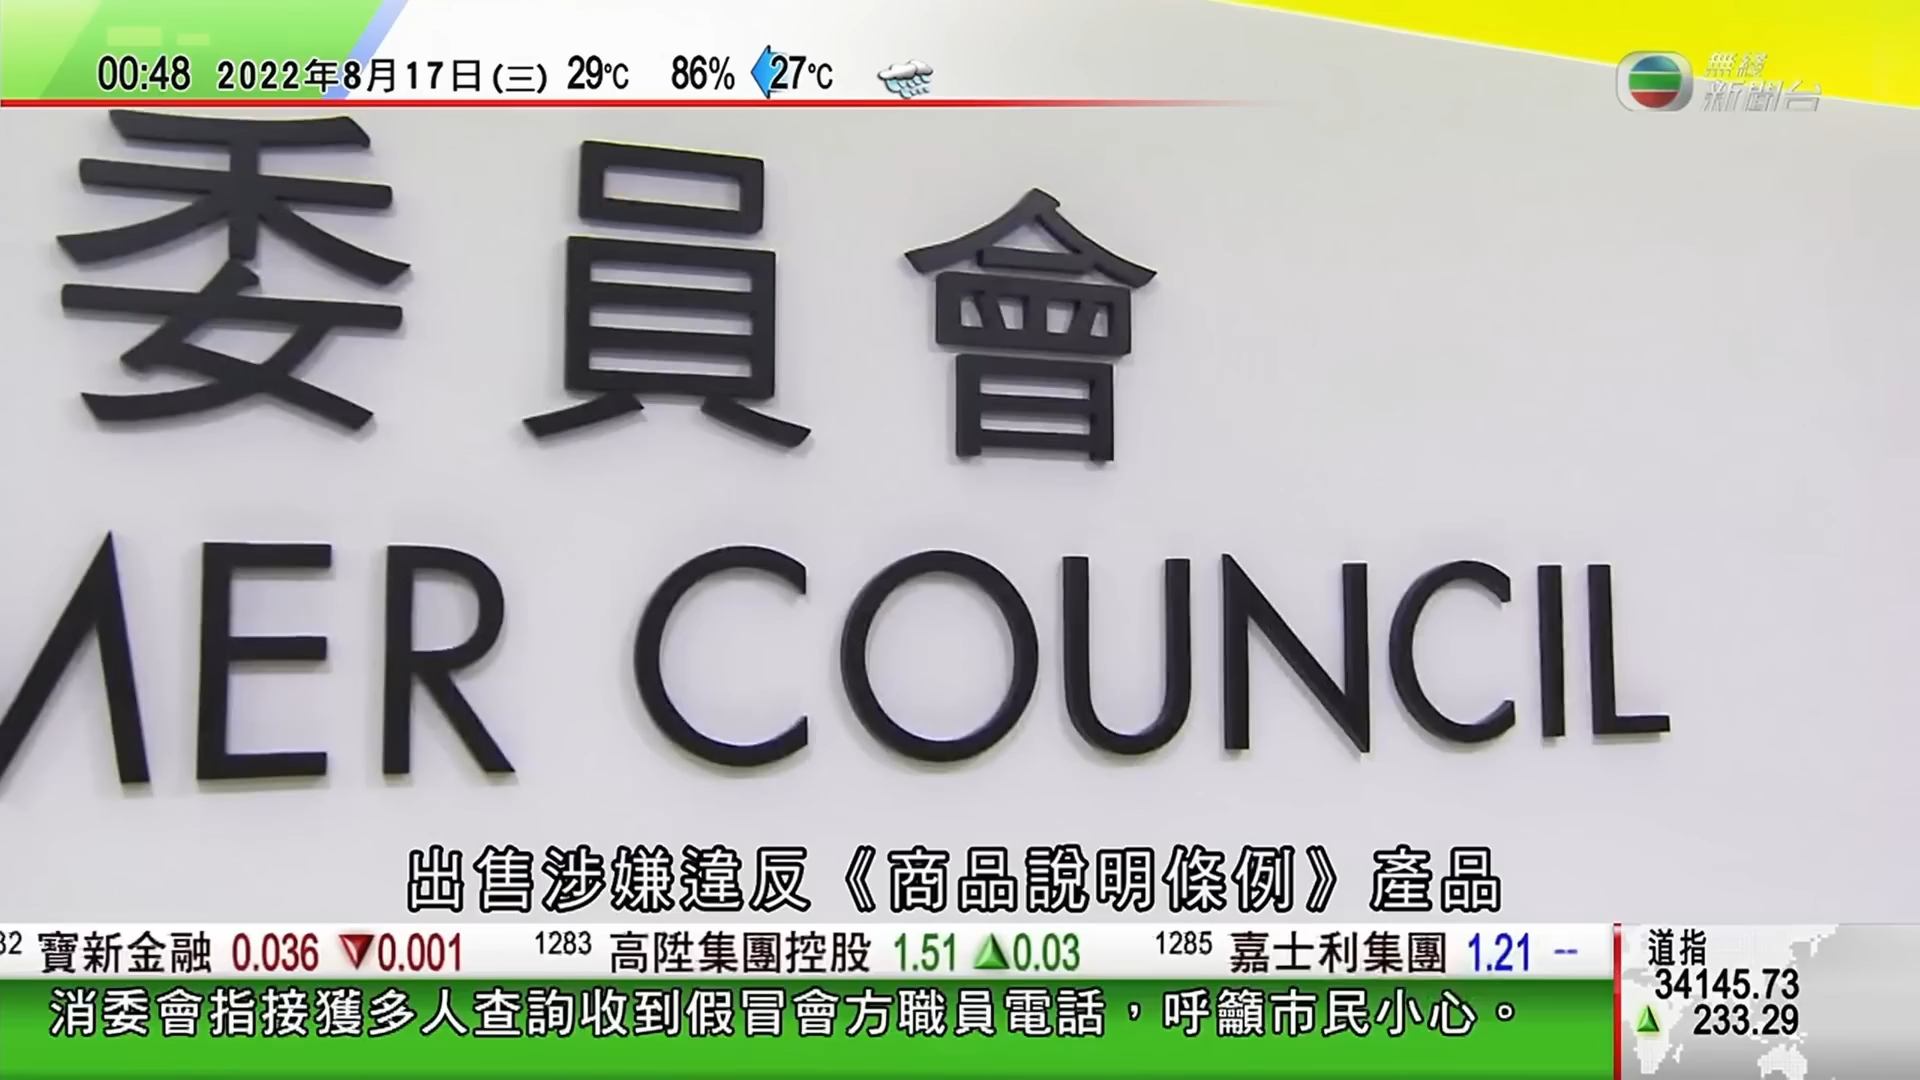 00:48 2022年8月17日(三) 29℃ 86% 27℃
無綫
新聞台
委員會
MER COUNCIL
出售涉嫌違反《商品說明條例》產品
32 寶新金融 0.036 ▼0.001 1283 高陞集團控股 1.51 ▲0.03 1285 嘉士利集團 1.21 --
道指
34145.73
▲ 233.29
消委會指接獲多人查詢收到假冒會方職員電話，呼籲市民小心。